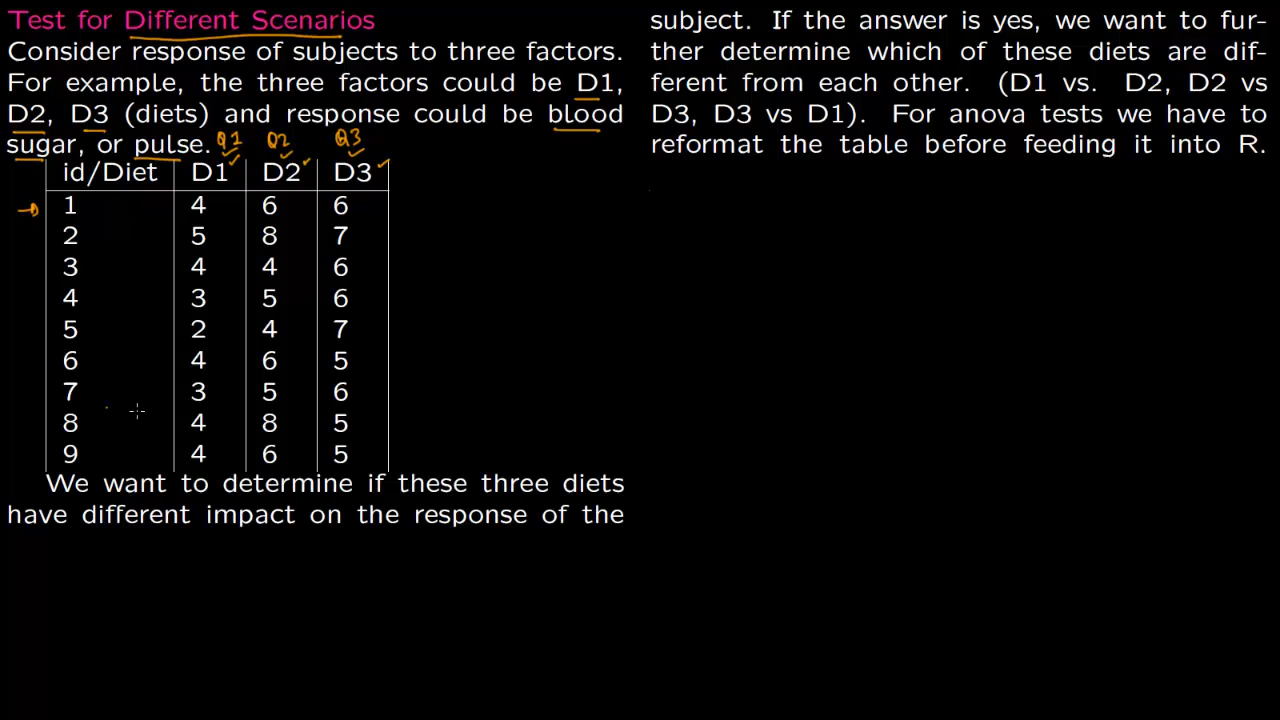 Test for Different Scenarios
Consider response of subjects to three factors.
For example, the three factors could be D1,
D2, D3 (diets) and response could be blood
sugar, or pulse.
Q1 Q2 Q3
id/Diet D1 D2 D3
1 4 6 6
2 5 8 7
3 4 4 6
4 3 5 6
5 2 4 7
6 4 6 5
7 3 5 6
8 4 8 5
9 4 6 5
We want to determine if these three diets
have different impact on the response of the
subject. If the answer is yes, we want to fur-
ther determine which of these diets are dif-
ferent from each other. (D1 vs. D2, D2 vs
D3, D3 vs D1). For anova tests we have to
reformat the table before feeding it into R.